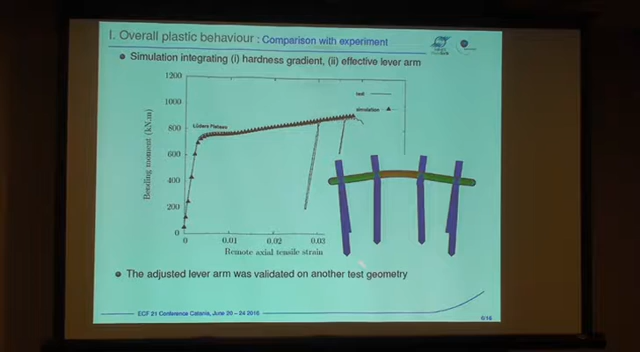 I. Overall plastic behaviour : Comparison with experiment
Simulation integrating (i) hardness gradient, (ii) effective lever arm
1200
1000
800
600
400
200
0
Bending moment (kN.m)
test
simulation
Lüders Plateau
0 0.01 0.02 0.03
Remote axial tensile strain
The adjusted lever arm was validated on another test geometry
ECF 21 Conference Catania, June 20 – 24 2016
6/16